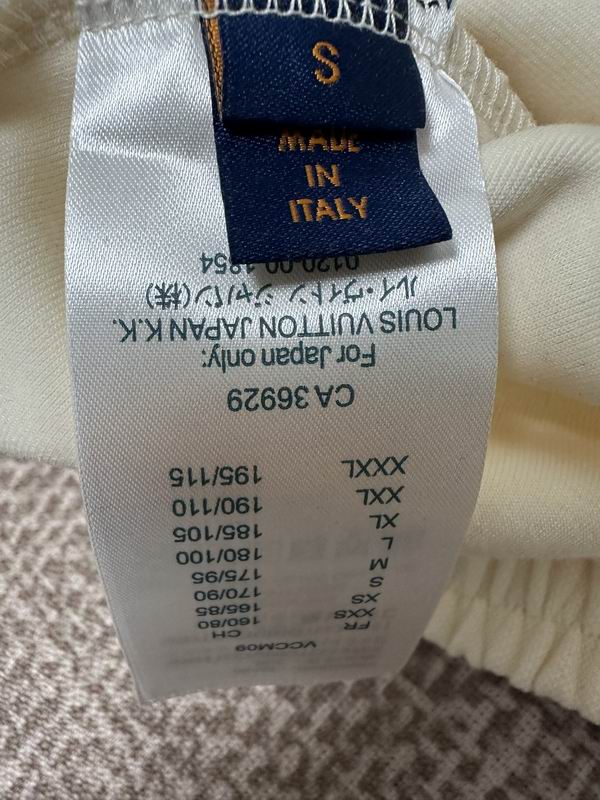 S
MADE
IN
ITALY
VCCM09
FR CH
XXS 160/80
XS 165/85
S 170/90
M 175/95
L 180/100
XL 185/105
XXL 190/110
XXXL 195/115
CA 36929
For Japan only:
LOUIS VUITTON JAPAN K.K.
ルイ・ヴィトン ジャパン(株)
0120-00-1854